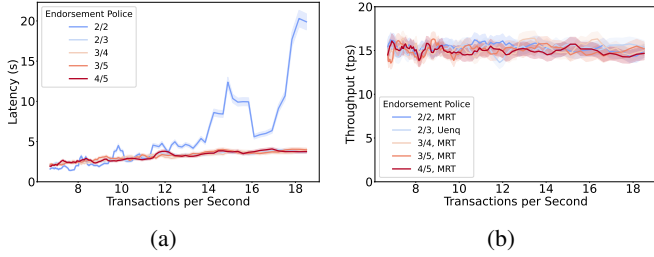 Endorsement Police
2/2
2/3
3/4
3/5
4/5
Latency (s)
20
15
10
5
0
8 10 12 14 16 18
Transactions per Second
(a)
Throughput (tps)
20
15
10
5
0
Endorsement Police
2/2, MRT
2/3, Uenq
3/4, MRT
3/5, MRT
4/5, MRT
8 10 12 14 16 18
Transactions per Second
(b)